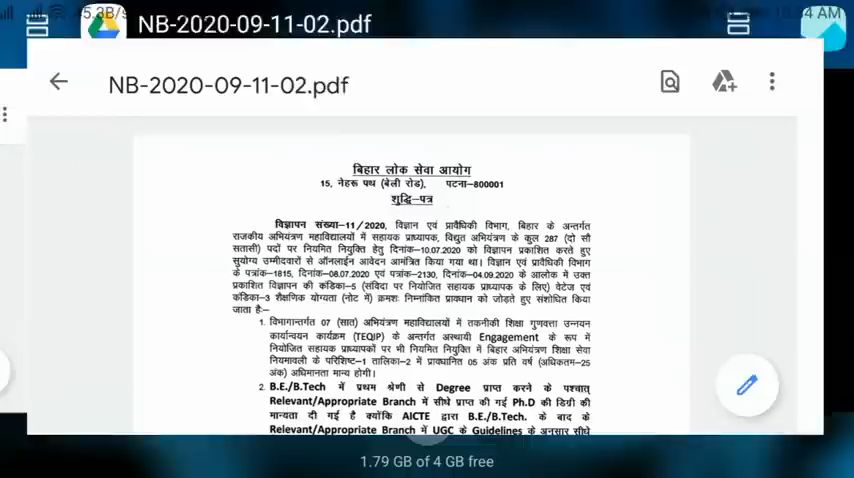 45.3B/s
NB-2020-09-11-02.pdf
AM
NB-2020-09-11-02.pdf
बिहार लोक सेवा आयोग
15, नेहरू पथ (बेली रोड), पटना–800001
शुद्धि–पत्र
विज्ञापन संख्या–11/2020, विज्ञान एवं प्रावैधिकी विभाग, बिहार के अन्तर्गत
राजकीय अभियंत्रण महाविद्यालयों में सहायक प्राध्यापक, विद्युत अभियंत्रण के कुल 287 (दो सौ
सतासी) पदों पर नियमित नियुक्ति हेतु दिनांक–10.07.2020 को विज्ञापन प्रकाशित करते हुए
सुयोग्य उम्मीदवारों से ऑनलाईन आवेदन आमंत्रित किया गया था। विज्ञान एवं प्रावैधिकी विभाग
के पत्रांक–1815, दिनांक–08.07.2020 एवं पत्रांक–2130, दिनांक–04.09.2020 के आलोक में उक्त
प्रकाशित विज्ञापन की कंडिका–5 (संविदा पर नियोजित सहायक प्राध्यापक के लिए) वेटेज एवं
कंडिका–3 शैक्षणिक योग्यता (नोट में) क्रमशः निम्नांकित प्रावधान को जोड़ते हुए संशोधित किया
जाता हैः–
1. विभागान्तर्गत 07 (सात) अभियंत्रण महाविद्यालयों में तकनीकी शिक्षा गुणवत्ता उन्नयन
कार्यान्वयन कार्यक्रम (TEQIP) के अन्तर्गत अस्थायी Engagement के रूप में
नियोजित सहायक प्राध्यापकों पर भी नियमित नियुक्ति में बिहार अभियंत्रण शिक्षा सेवा
नियमावली के परिशिष्ट–1 तालिका–2 में प्रावधानित 05 अंक प्रति वर्ष (अधिकतम–25
अंक) अधिमानता मान्य होगी।
2. B.E./B.Tech में प्रथम श्रेणी से Degree प्राप्त करने के पश्चात्
Relevant/Appropriate Branch में सीधे प्राप्त की गई Ph.D की डिग्री की
मान्यता दी गई है क्योंकि AICTE द्वारा B.E./B.Tech. के बाद के
Relevant/Appropriate Branch में UGC के Guidelines के अनुसार सीधे
1.79 GB of 4 GB free